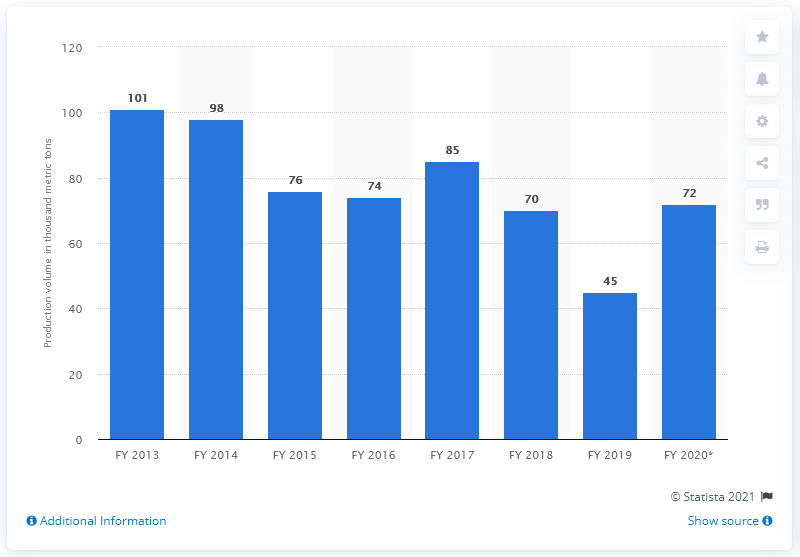 120
100
80
60
40
20
0
Production volume in thousand metric tons
101
98
76
74
85
70
45
72
FY 2013
FY 2014
FY 2015
FY 2016
FY 2017
FY 2018
FY 2019
FY 2020*
© Statista 2021
Additional Information
Show source